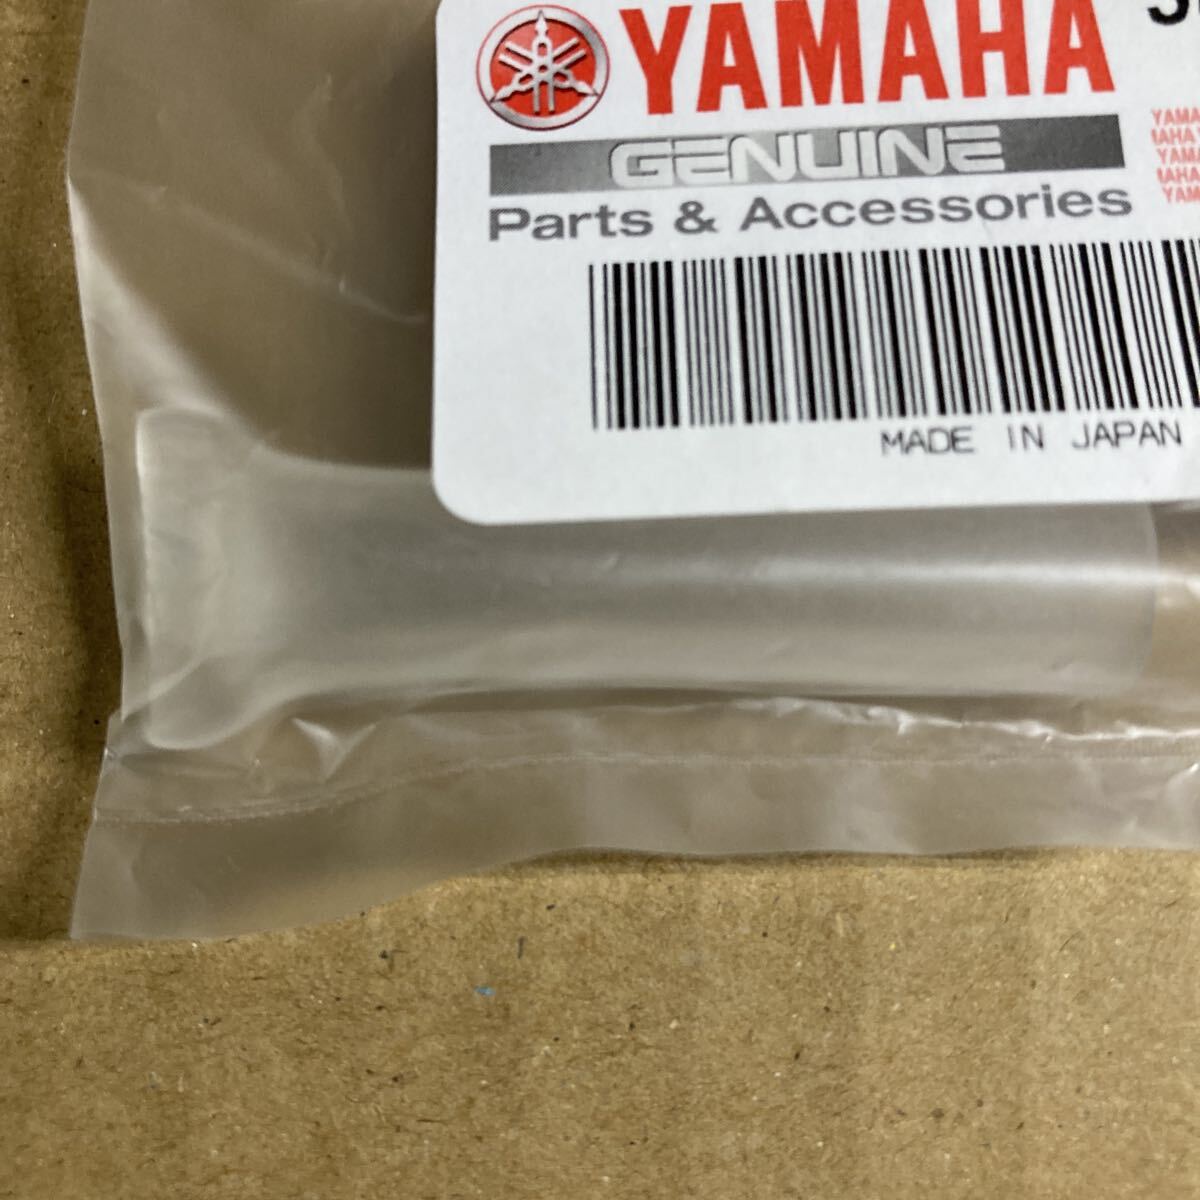 YAMAHA
GENUINE
Parts & Accessories
MADE IN JAPAN